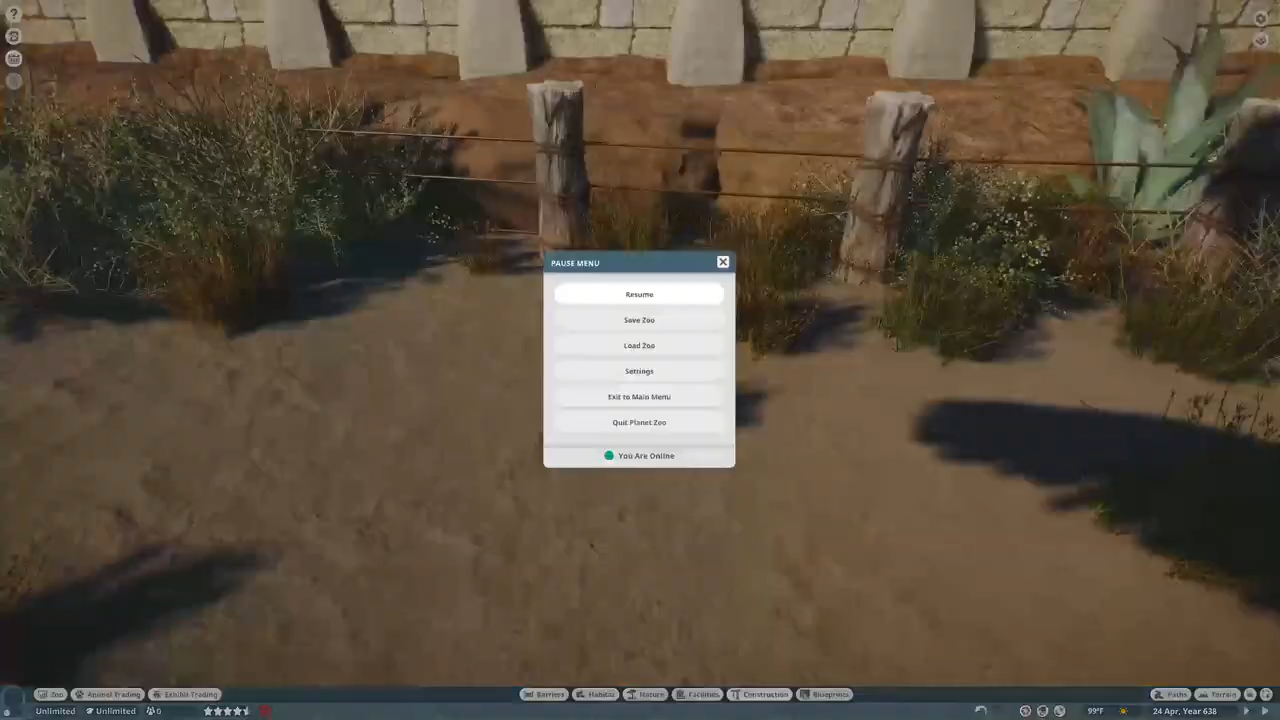 ?
PAUSE MENU
Resume
Save Zoo
Load Zoo
Settings
Exit to Main Menu
Quit Planet Zoo
You Are Online
Zoo Animal Trading Exhibit Trading Barriers Habitat Nature Facilities Construction Blueprints Paths Terrain
Unlimited Unlimited 0 99°F 24 Apr, Year 638